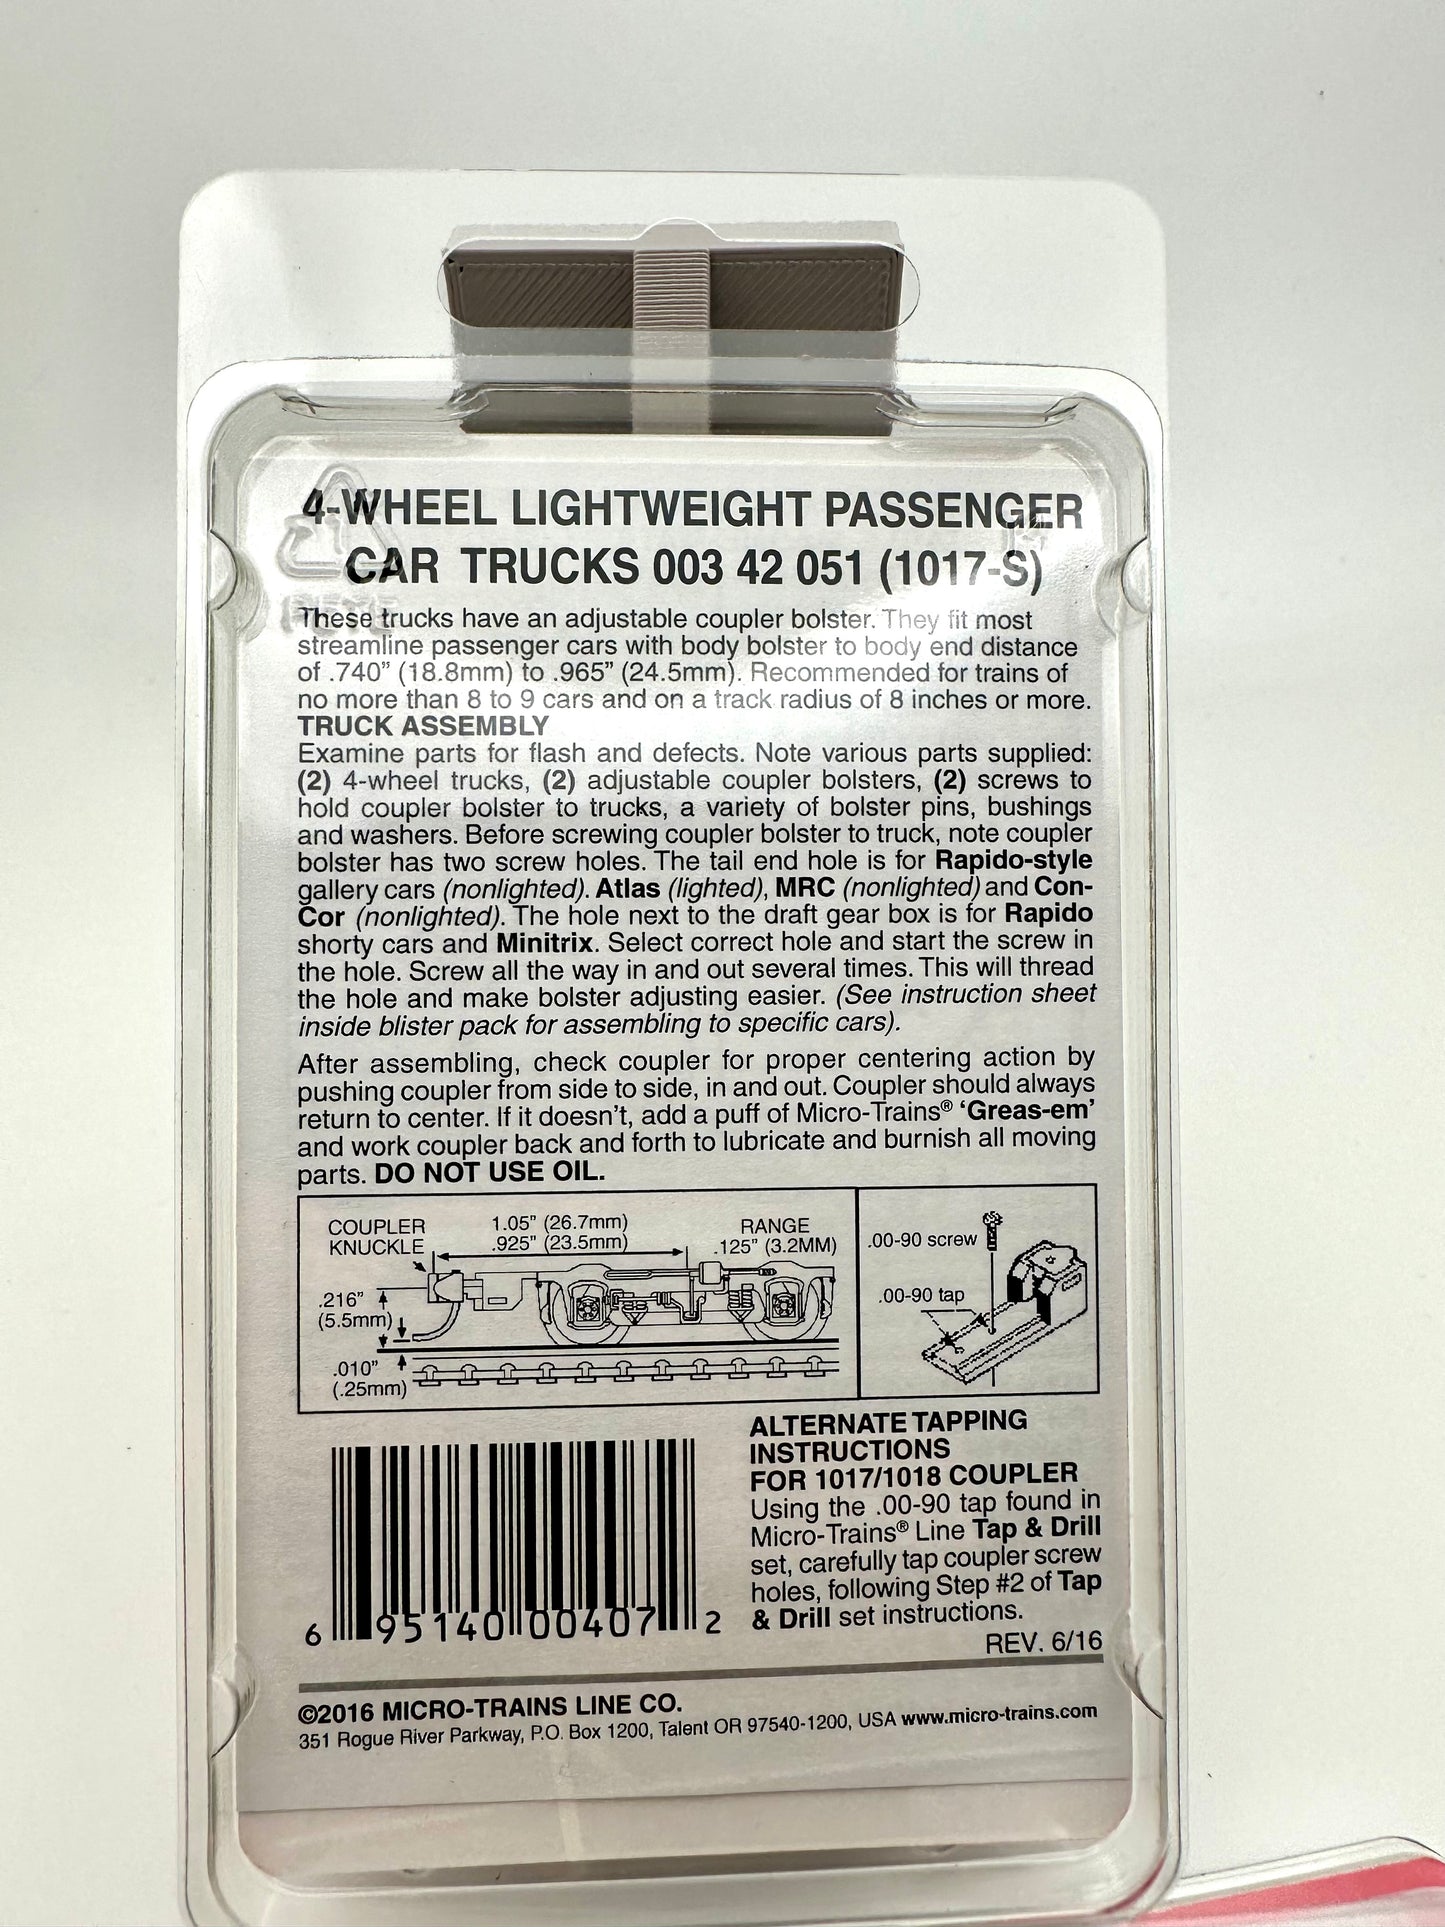 4-WHEEL LIGHTWEIGHT PASSENGER
CAR TRUCKS 003 42 051 (1017-S)
These trucks have an adjustable coupler bolster. They fit most
streamline passenger cars with body bolster to body end distance
of .740” (18.8mm) to .965” (24.5mm). Recommended for trains of
no more than 8 to 9 cars and on a track radius of 8 inches or more.
TRUCK ASSEMBLY
Examine parts for flash and defects. Note various parts supplied:
(2) 4-wheel trucks, (2) adjustable coupler bolsters, (2) screws to
hold coupler bolster to trucks, a variety of bolster pins, bushings
and washers. Before screwing coupler bolster to truck, note coupler
bolster has two screw holes. The tail end hole is for Rapido-style
gallery cars (nonlighted). Atlas (lighted), MRC (nonlighted) and Con-
Cor (nonlighted). The hole next to the draft gear box is for Rapido
shorty cars and Minitrix. Select correct hole and start the screw in
the hole. Screw all the way in and out several times. This will thread
the hole and make bolster adjusting easier. (See instruction sheet
inside blister pack for assembling to specific cars).
After assembling, check coupler for proper centering action by
pushing coupler from side to side, in and out. Coupler should always
return to center. If it doesn’t, add a puff of Micro-Trains® ‘Greas-em’
and work coupler back and forth to lubricate and burnish all moving
parts. DO NOT USE OIL.
COUPLER
KNUCKLE
1.05” (26.7mm)
.925” (23.5mm)
RANGE
.125” (3.2MM)
.216”
(5.5mm)
.010”
(.25mm)
.00-90 screw
.00-90 tap
ALTERNATE TAPPING
INSTRUCTIONS
FOR 1017/1018 COUPLER
Using the .00-90 tap found in
Micro-Trains® Line Tap & Drill
set, carefully tap coupler screw
holes, following Step #2 of Tap
& Drill set instructions.
REV. 6/16
6 95140 00407 2
©2016 MICRO-TRAINS LINE CO.
351 Rogue River Parkway, P.O. Box 1200, Talent OR 97540-1200, USA www.micro-trains.com